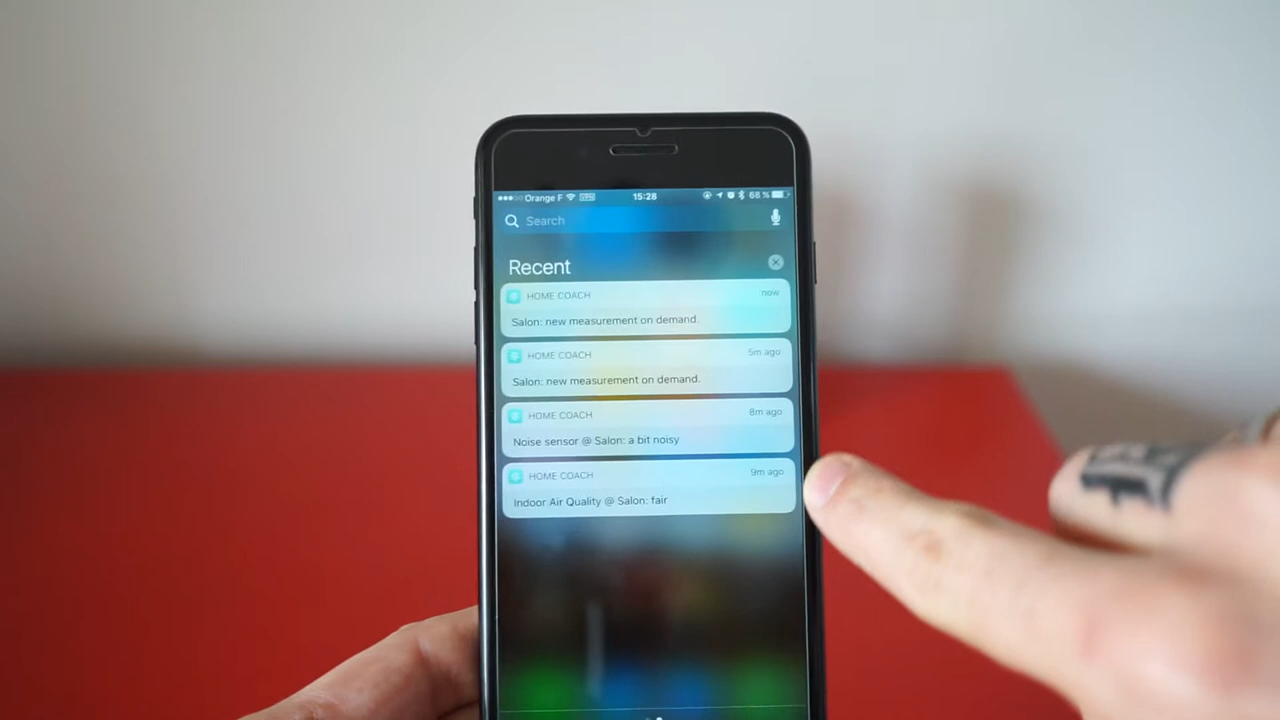 Orange F VPN 15:28 68 %
Search
Recent
HOME COACH now
Salon: new measurement on demand.
HOME COACH 5m ago
Salon: new measurement on demand.
HOME COACH 8m ago
Noise sensor @ Salon: a bit noisy
HOME COACH 9m ago
Indoor Air Quality @ Salon: fair